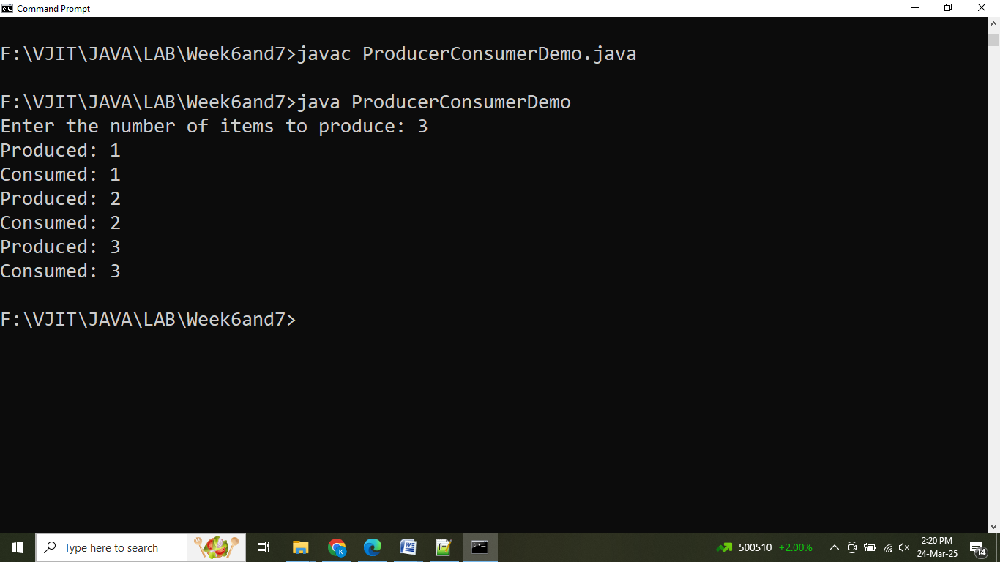 Command Prompt
F:\VJIT\JAVA\LAB\Week6and7>javac ProducerConsumerDemo.java
F:\VJIT\JAVA\LAB\Week6and7>java ProducerConsumerDemo
Enter the number of items to produce: 3
Produced: 1
Consumed: 1
Produced: 2
Consumed: 2
Produced: 3
Consumed: 3
F:\VJIT\JAVA\LAB\Week6and7>
Type here to search
K
W
500510 +2.00%
2:20 PM
24-Mar-25
14